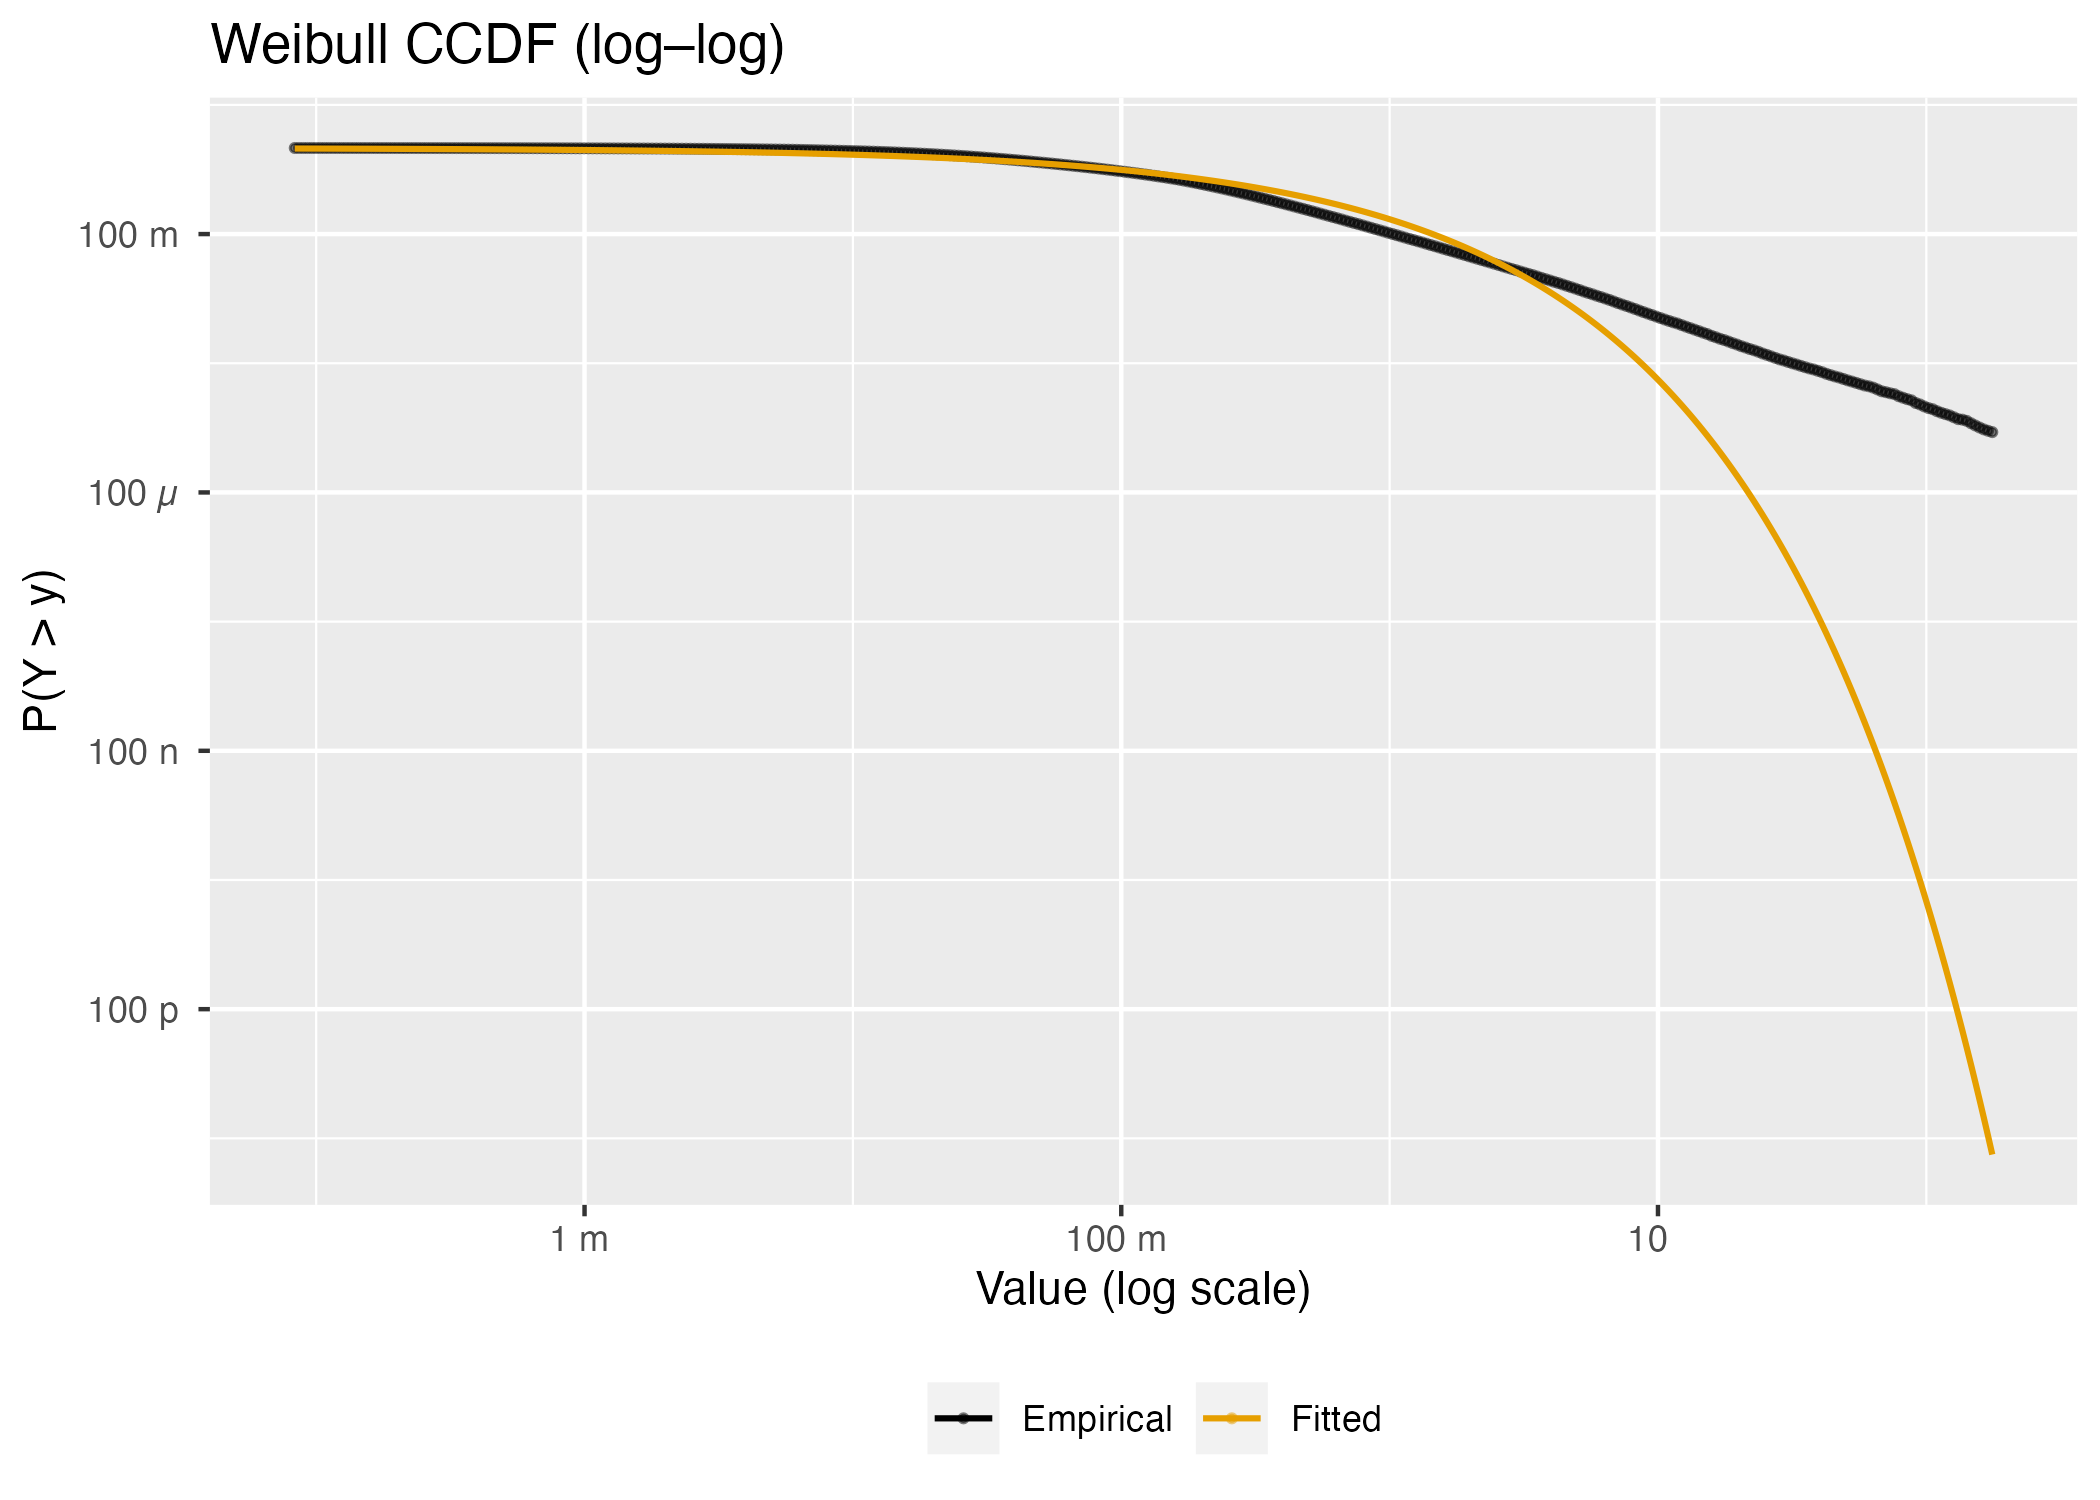 Weibull CCDF (log–log)
P(Y > y)
100 m
100 µ
100 n
100 p
1 m
100 m
10
Value (log scale)
Empirical
Fitted